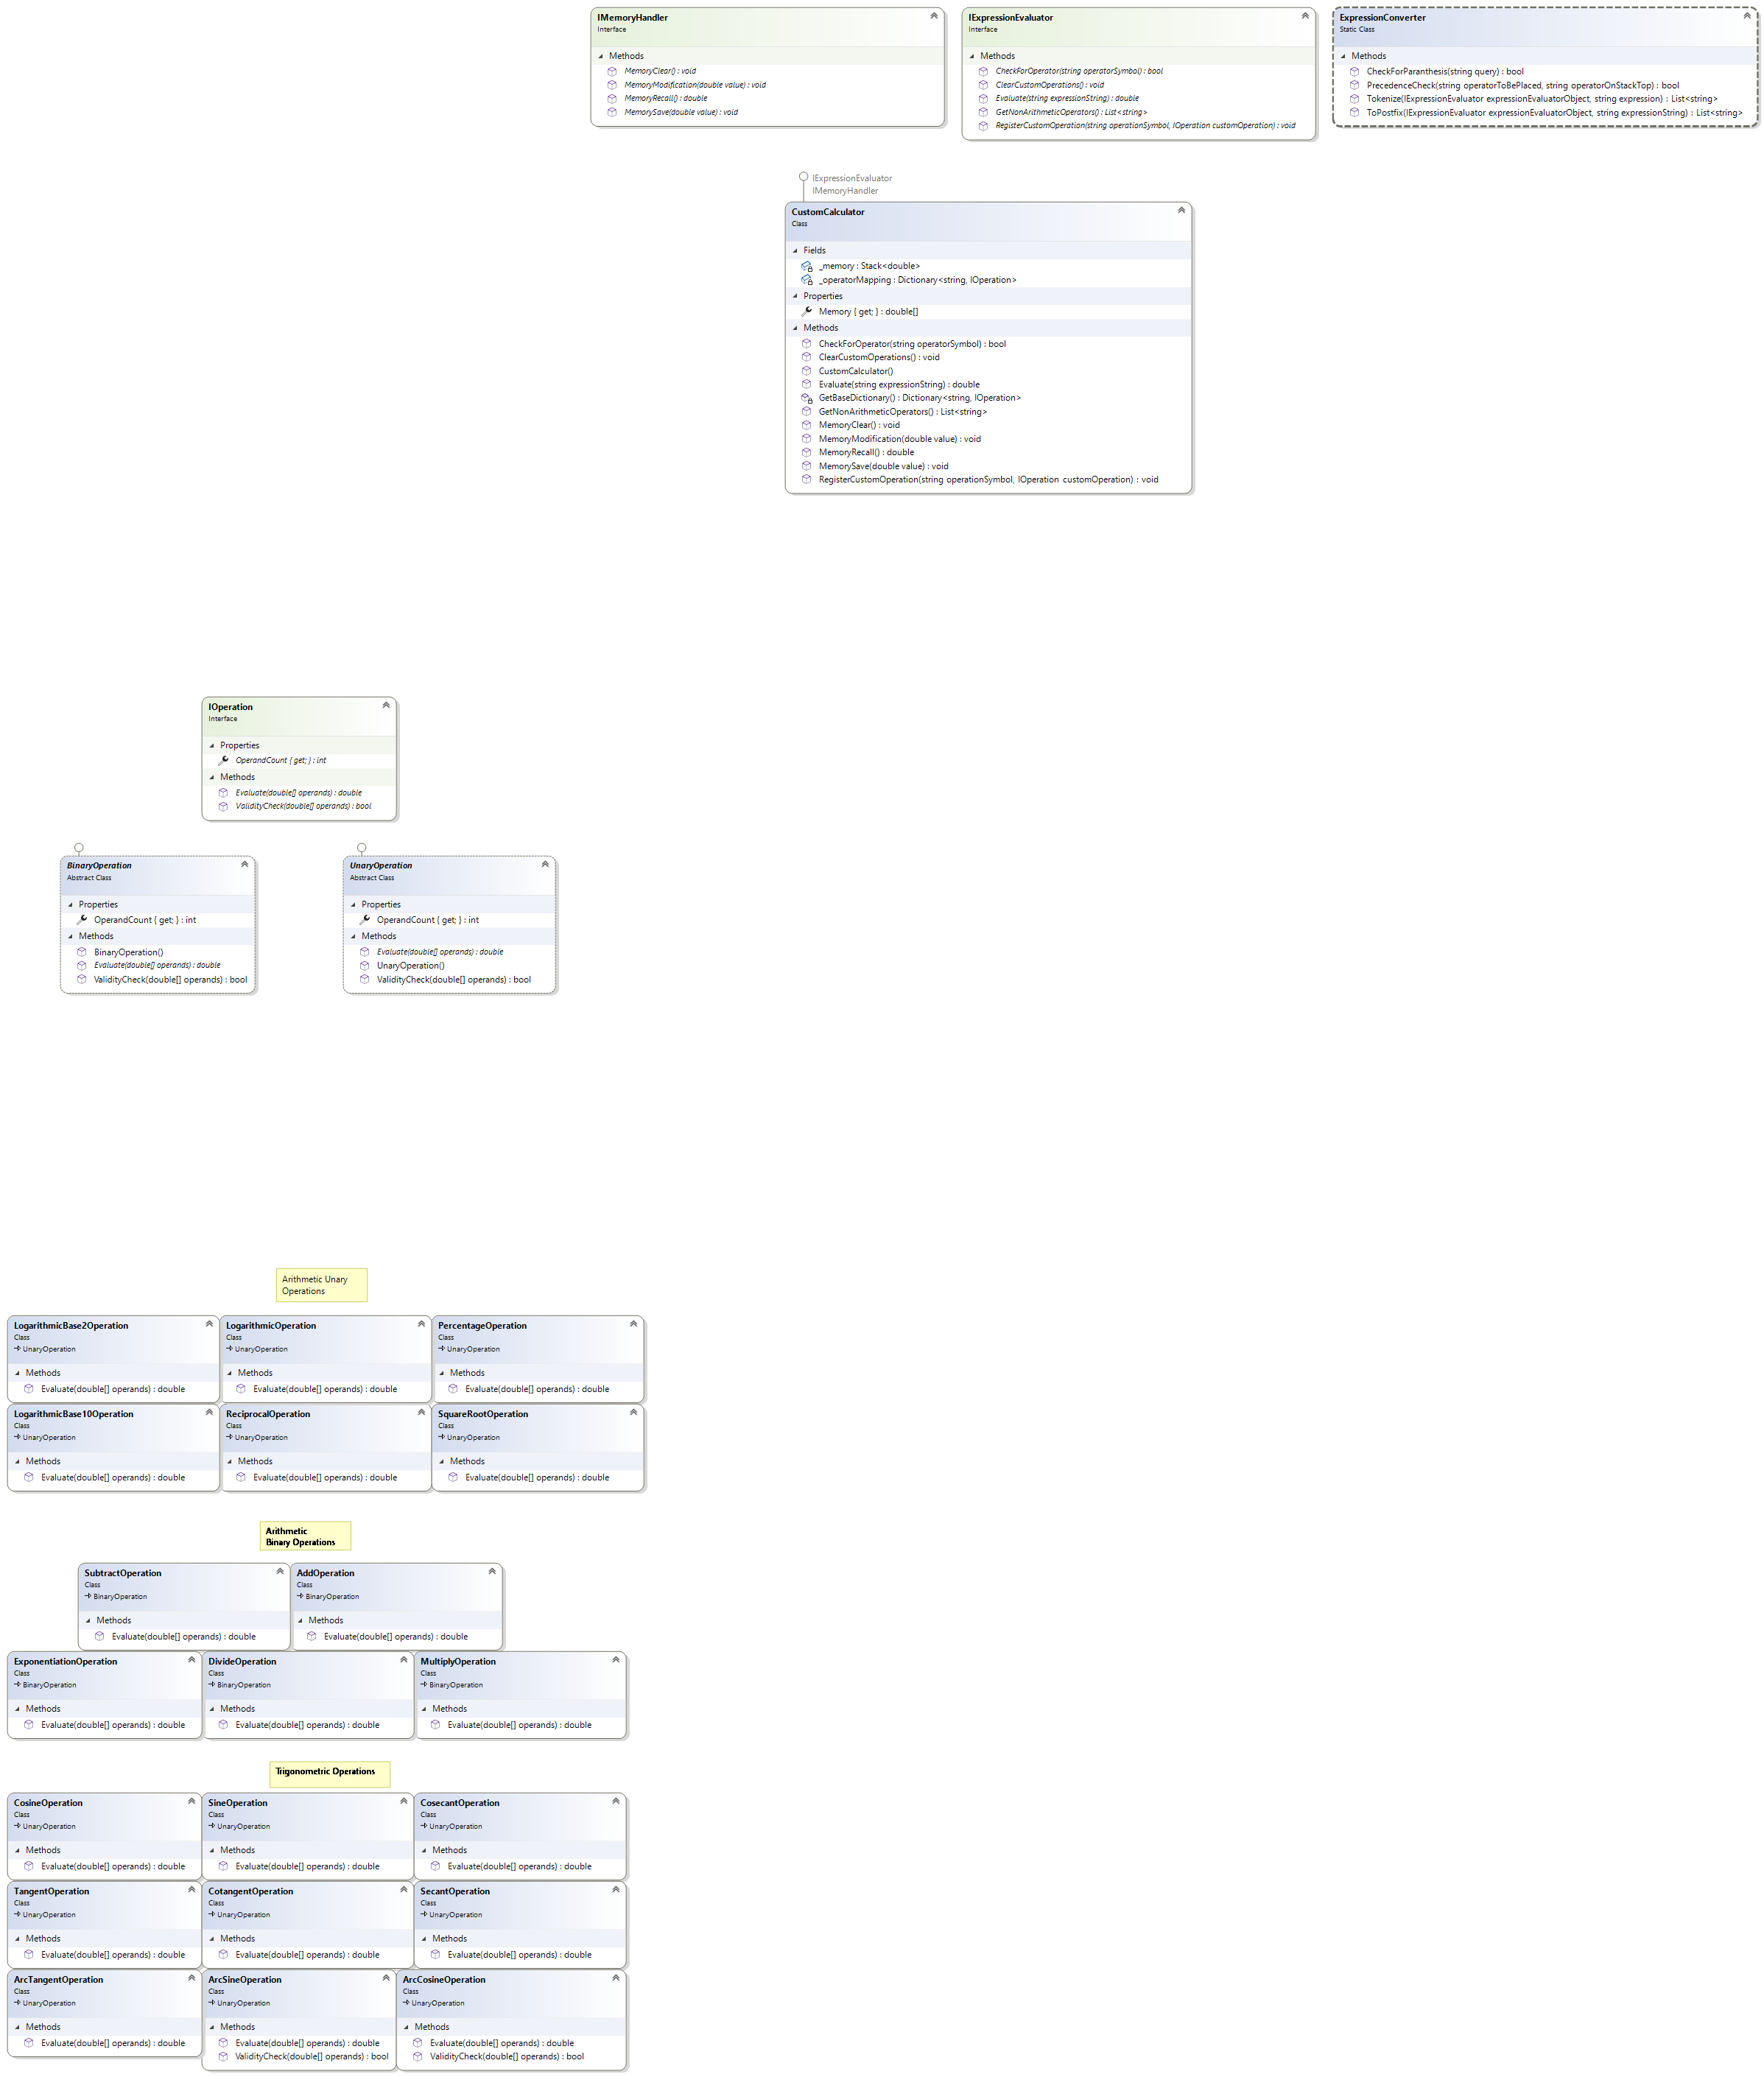 IMemoryHandler
Interface
Methods
MemoryClear() : void
MemoryModification(double value) : void
MemoryRecall() : double
MemorySave(double value) : void
IExpressionEvaluator
Interface
Methods
CheckForOperator(string operatorSymbol) : bool
ClearCustomOperations() : void
Evaluate(string expressionString) : double
GetNonArithmeticOperators() : List<string>
RegisterCustomOperation(string operationSymbol, IOperation customOperation) : void
ExpressionConverter
Static Class
Methods
CheckForParanthesis(string query) : bool
PrecedenceCheck(string operatorToBePlaced, string operatorOnStackTop) : bool
Tokenize(IExpressionEvaluator expressionEvaluatorObject, string expression) : List<string>
ToPostfix(IExpressionEvaluator expressionEvaluatorObject, string expressionString) : List<string>
IExpressionEvaluator
IMemoryHandler
CustomCalculator
Class
Fields
_memory : Stack<double>
_operatorMapping : Dictionary<string, IOperation>
Properties
Memory { get; } : double[]
Methods
CheckForOperator(string operatorSymbol) : bool
ClearCustomOperations() : void
CustomCalculator()
Evaluate(string expressionString) : double
GetBaseDictionary() : Dictionary<string, IOperation>
GetNonArithmeticOperators() : List<string>
MemoryClear() : void
MemoryModification(double value) : void
MemoryRecall() : double
MemorySave(double value) : void
RegisterCustomOperation(string operationSymbol, IOperation customOperation) : void
IOperation
Interface
Properties
OperandCount { get; } : int
Methods
Evaluate(double[] operands) : double
ValidityCheck(double[] operands) : bool
BinaryOperation
Abstract Class
Properties
OperandCount { get; } : int
Methods
BinaryOperation()
Evaluate(double[] operands) : double
ValidityCheck(double[] operands) : bool
UnaryOperation
Abstract Class
Properties
OperandCount { get; } : int
Methods
Evaluate(double[] operands) : double
UnaryOperation()
ValidityCheck(double[] operands) : bool
Arithmetic Unary
Operations
LogarithmicBase2Operation
Class
UnaryOperation
Methods
Evaluate(double[] operands) : double
LogarithmicOperation
Class
UnaryOperation
Methods
Evaluate(double[] operands) : double
PercentageOperation
Class
UnaryOperation
Methods
Evaluate(double[] operands) : double
LogarithmicBase10Operation
Class
UnaryOperation
Methods
Evaluate(double[] operands) : double
ReciprocalOperation
Class
UnaryOperation
Methods
Evaluate(double[] operands) : double
SquareRootOperation
Class
UnaryOperation
Methods
Evaluate(double[] operands) : double
Arithmetic
Binary Operations
SubtractOperation
Class
BinaryOperation
Methods
Evaluate(double[] operands) : double
AddOperation
Class
BinaryOperation
Methods
Evaluate(double[] operands) : double
ExponentiationOperation
Class
BinaryOperation
Methods
Evaluate(double[] operands) : double
DivideOperation
Class
BinaryOperation
Methods
Evaluate(double[] operands) : double
MultiplyOperation
Class
BinaryOperation
Methods
Evaluate(double[] operands) : double
Trigonometric Operations
CosineOperation
Class
UnaryOperation
Methods
Evaluate(double[] operands) : double
SineOperation
Class
UnaryOperation
Methods
Evaluate(double[] operands) : double
CosecantOperation
Class
UnaryOperation
Methods
Evaluate(double[] operands) : double
TangentOperation
Class
UnaryOperation
Methods
Evaluate(double[] operands) : double
CotangentOperation
Class
UnaryOperation
Methods
Evaluate(double[] operands) : double
SecantOperation
Class
UnaryOperation
Methods
Evaluate(double[] operands) : double
ArcTangentOperation
Class
UnaryOperation
Methods
Evaluate(double[] operands) : double
ArcSineOperation
Class
UnaryOperation
Methods
Evaluate(double[] operands) : double
ValidityCheck(double[] operands) : bool
ArcCosineOperation
Class
UnaryOperation
Methods
Evaluate(double[] operands) : double
ValidityCheck(double[] operands) : bool